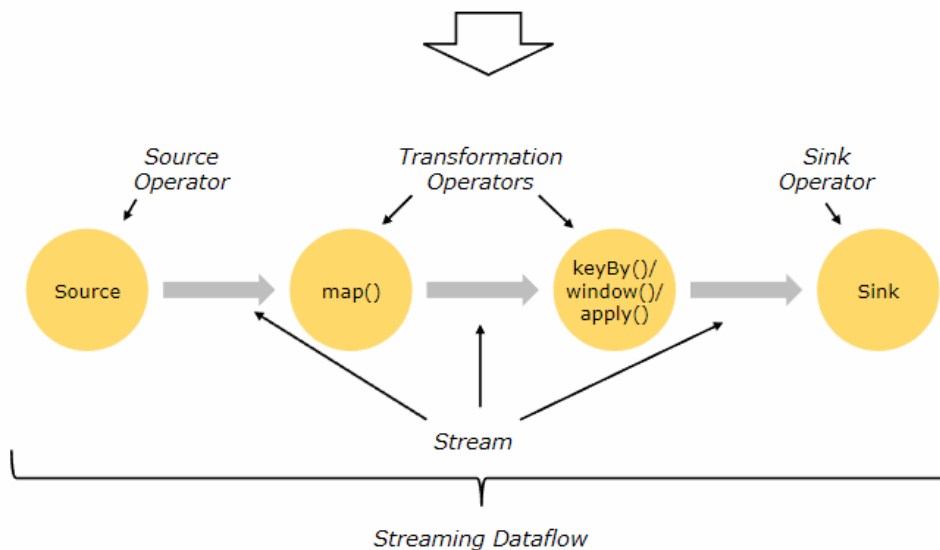 Source
Operator
Transformation
Operators
Sink
Operator
Source
map()
keyBy()/
window()/
apply()
Sink
Stream
Streaming Dataflow